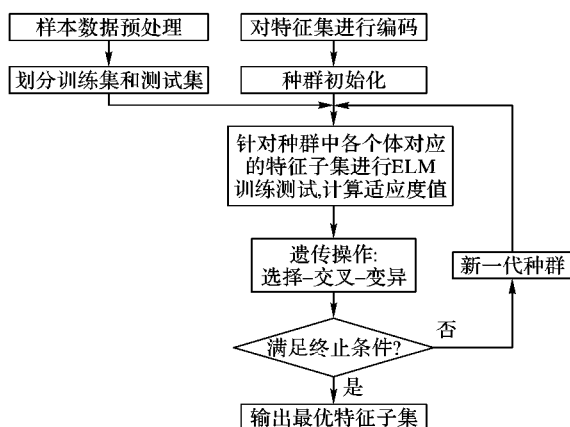 样本数据预处理
对特征集进行编码
划分训练集和测试集
种群初始化
针对种群中各个体对应
的特征子集进行ELM
训练测试,计算适应度值
遗传操作:
选择-交叉-变异
新一代种群
满足终止条件?
否
是
输出最优特征子集